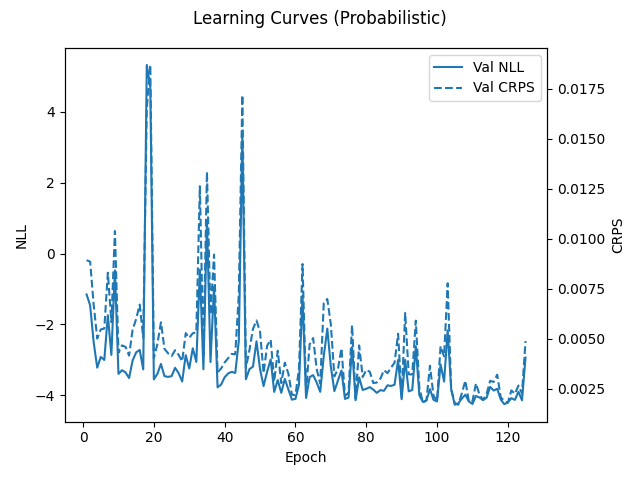 Learning Curves (Probabilistic)
Val NLL
Val CRPS
NLL
4
2
0
−2
−4
0.0175
0.0150
0.0125
0.0100
0.0075
0.0050
0.0025
CRPS
0 20 40 60 80 100 120
Epoch